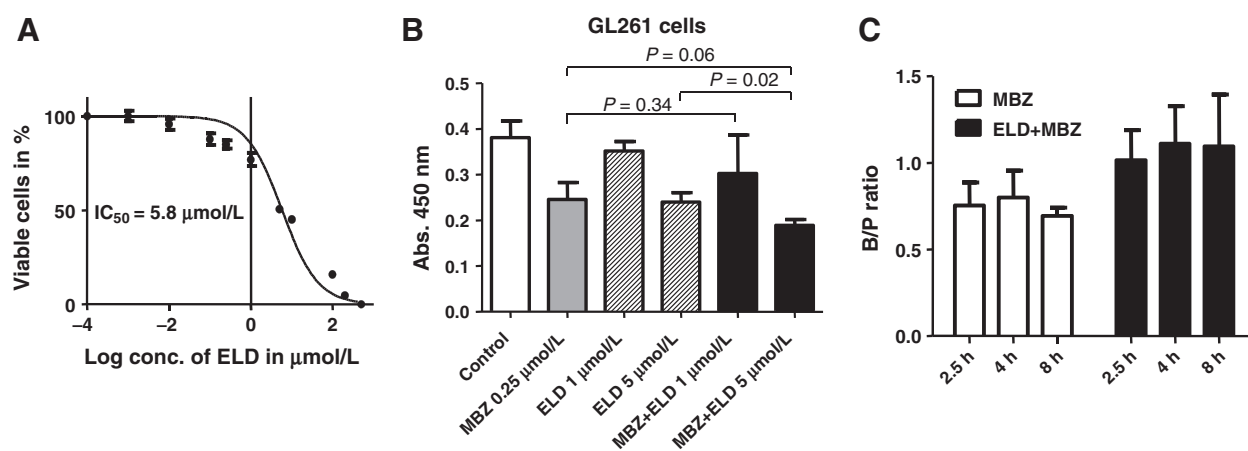 A
Viable cells in %
100
50
0
IC50 = 5.8 μmol/L
–4
–2
0
2
Log conc. of ELD in μmol/L
B
GL261 cells
P = 0.06
P = 0.02
P = 0.34
Abs. 450 nm
0.5
0.4
0.3
0.2
0.1
0.0
Control
MBZ 0.25 μmol/L
ELD 1 μmol/L
ELD 5 μmol/L
MBZ+ELD 1 μmol/L
MBZ+ELD 5 μmol/L
C
B/P ratio
1.5
1.0
0.5
0.0
MBZ
ELD+MBZ
2.5 h
4 h
8 h
2.5 h
4 h
8 h